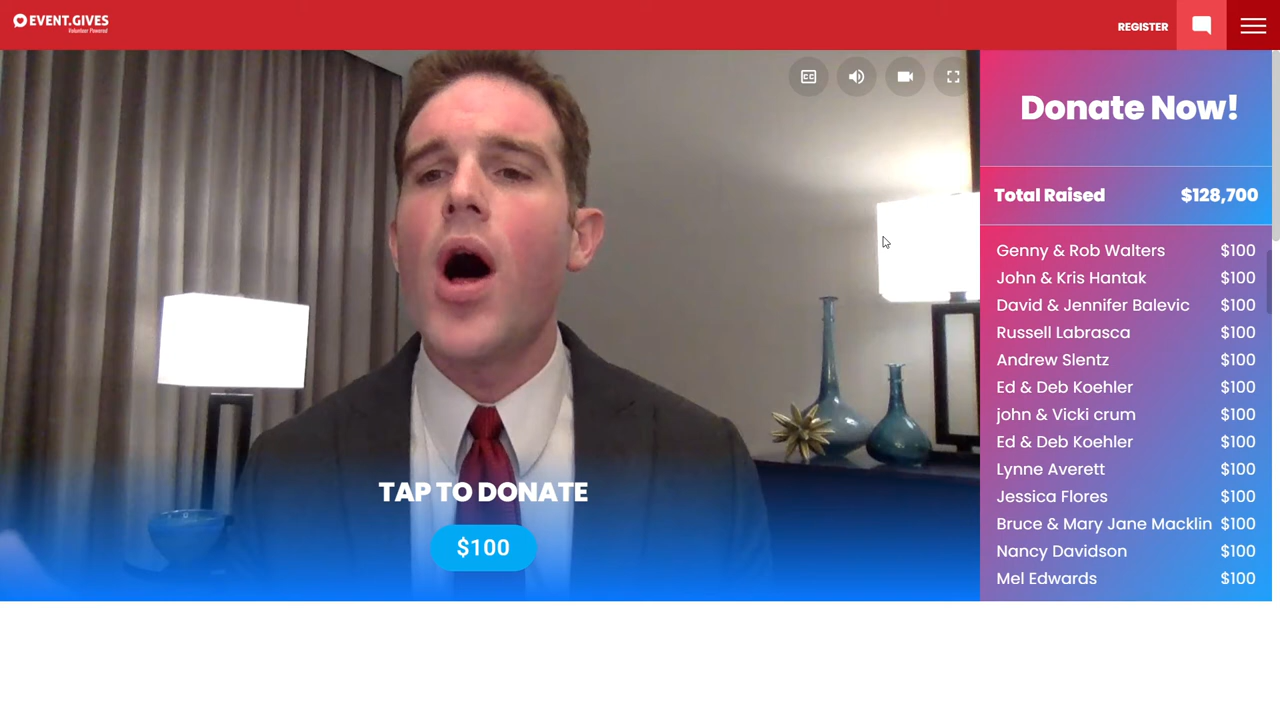 EVENT.GIVES
Volunteer Powered
REGISTER
CC
Donate Now!
Total Raised $128,700
Genny & Rob Walters $100
John & Kris Hantak $100
David & Jennifer Balevic $100
Russell Labrasca $100
Andrew Slentz $100
Ed & Deb Koehler $100
john & Vicki crum $100
Ed & Deb Koehler $100
Lynne Averett $100
Jessica Flores $100
Bruce & Mary Jane Macklin $100
Nancy Davidson $100
Mel Edwards $100
TAP TO DONATE
$100